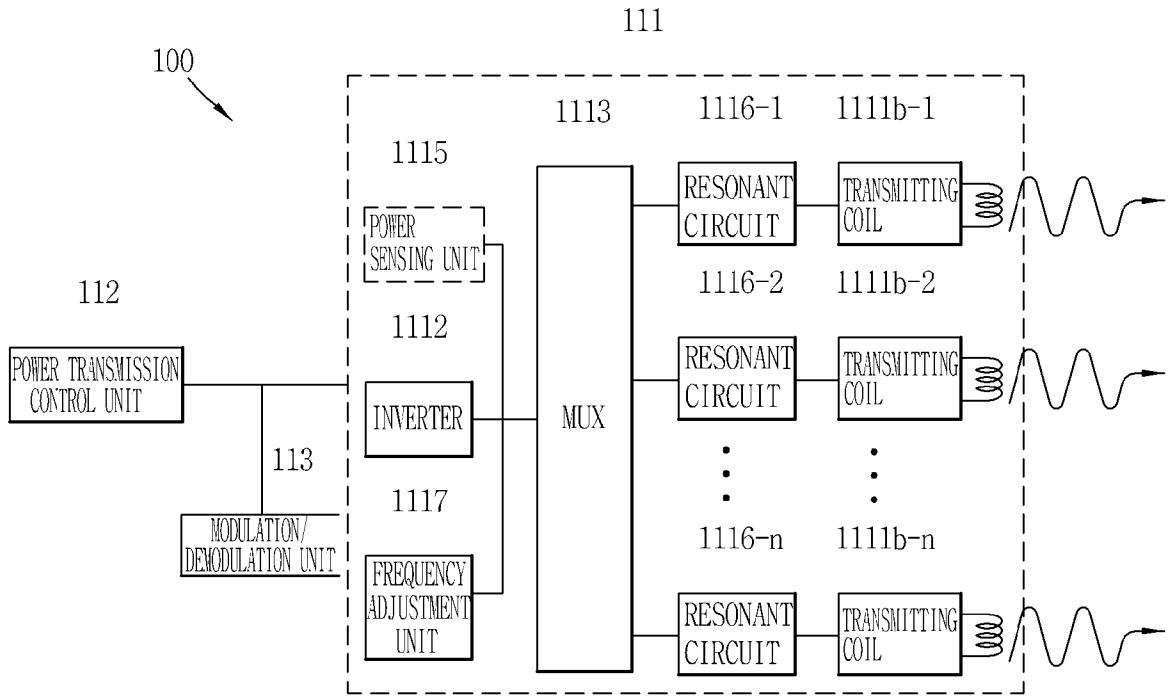 111
100
1113
1116-1
1111b-1
1115
RESONANT
CIRCUIT
TRANSMITTING
COIL
POWER
SENSING UNIT
1116-2
1111b-2
112
1112
POWER TRANSMISSION
CONTROL UNIT
RESONANT
CIRCUIT
TRANSMITTING
COIL
INVERTER
MUX
113
1117
MODULATION/
DEMODULATION UNIT
1116-n
1111b-n
FREQUENCY
ADJUSTMENT
UNIT
RESONANT
CIRCUIT
TRANSMITTING
COIL